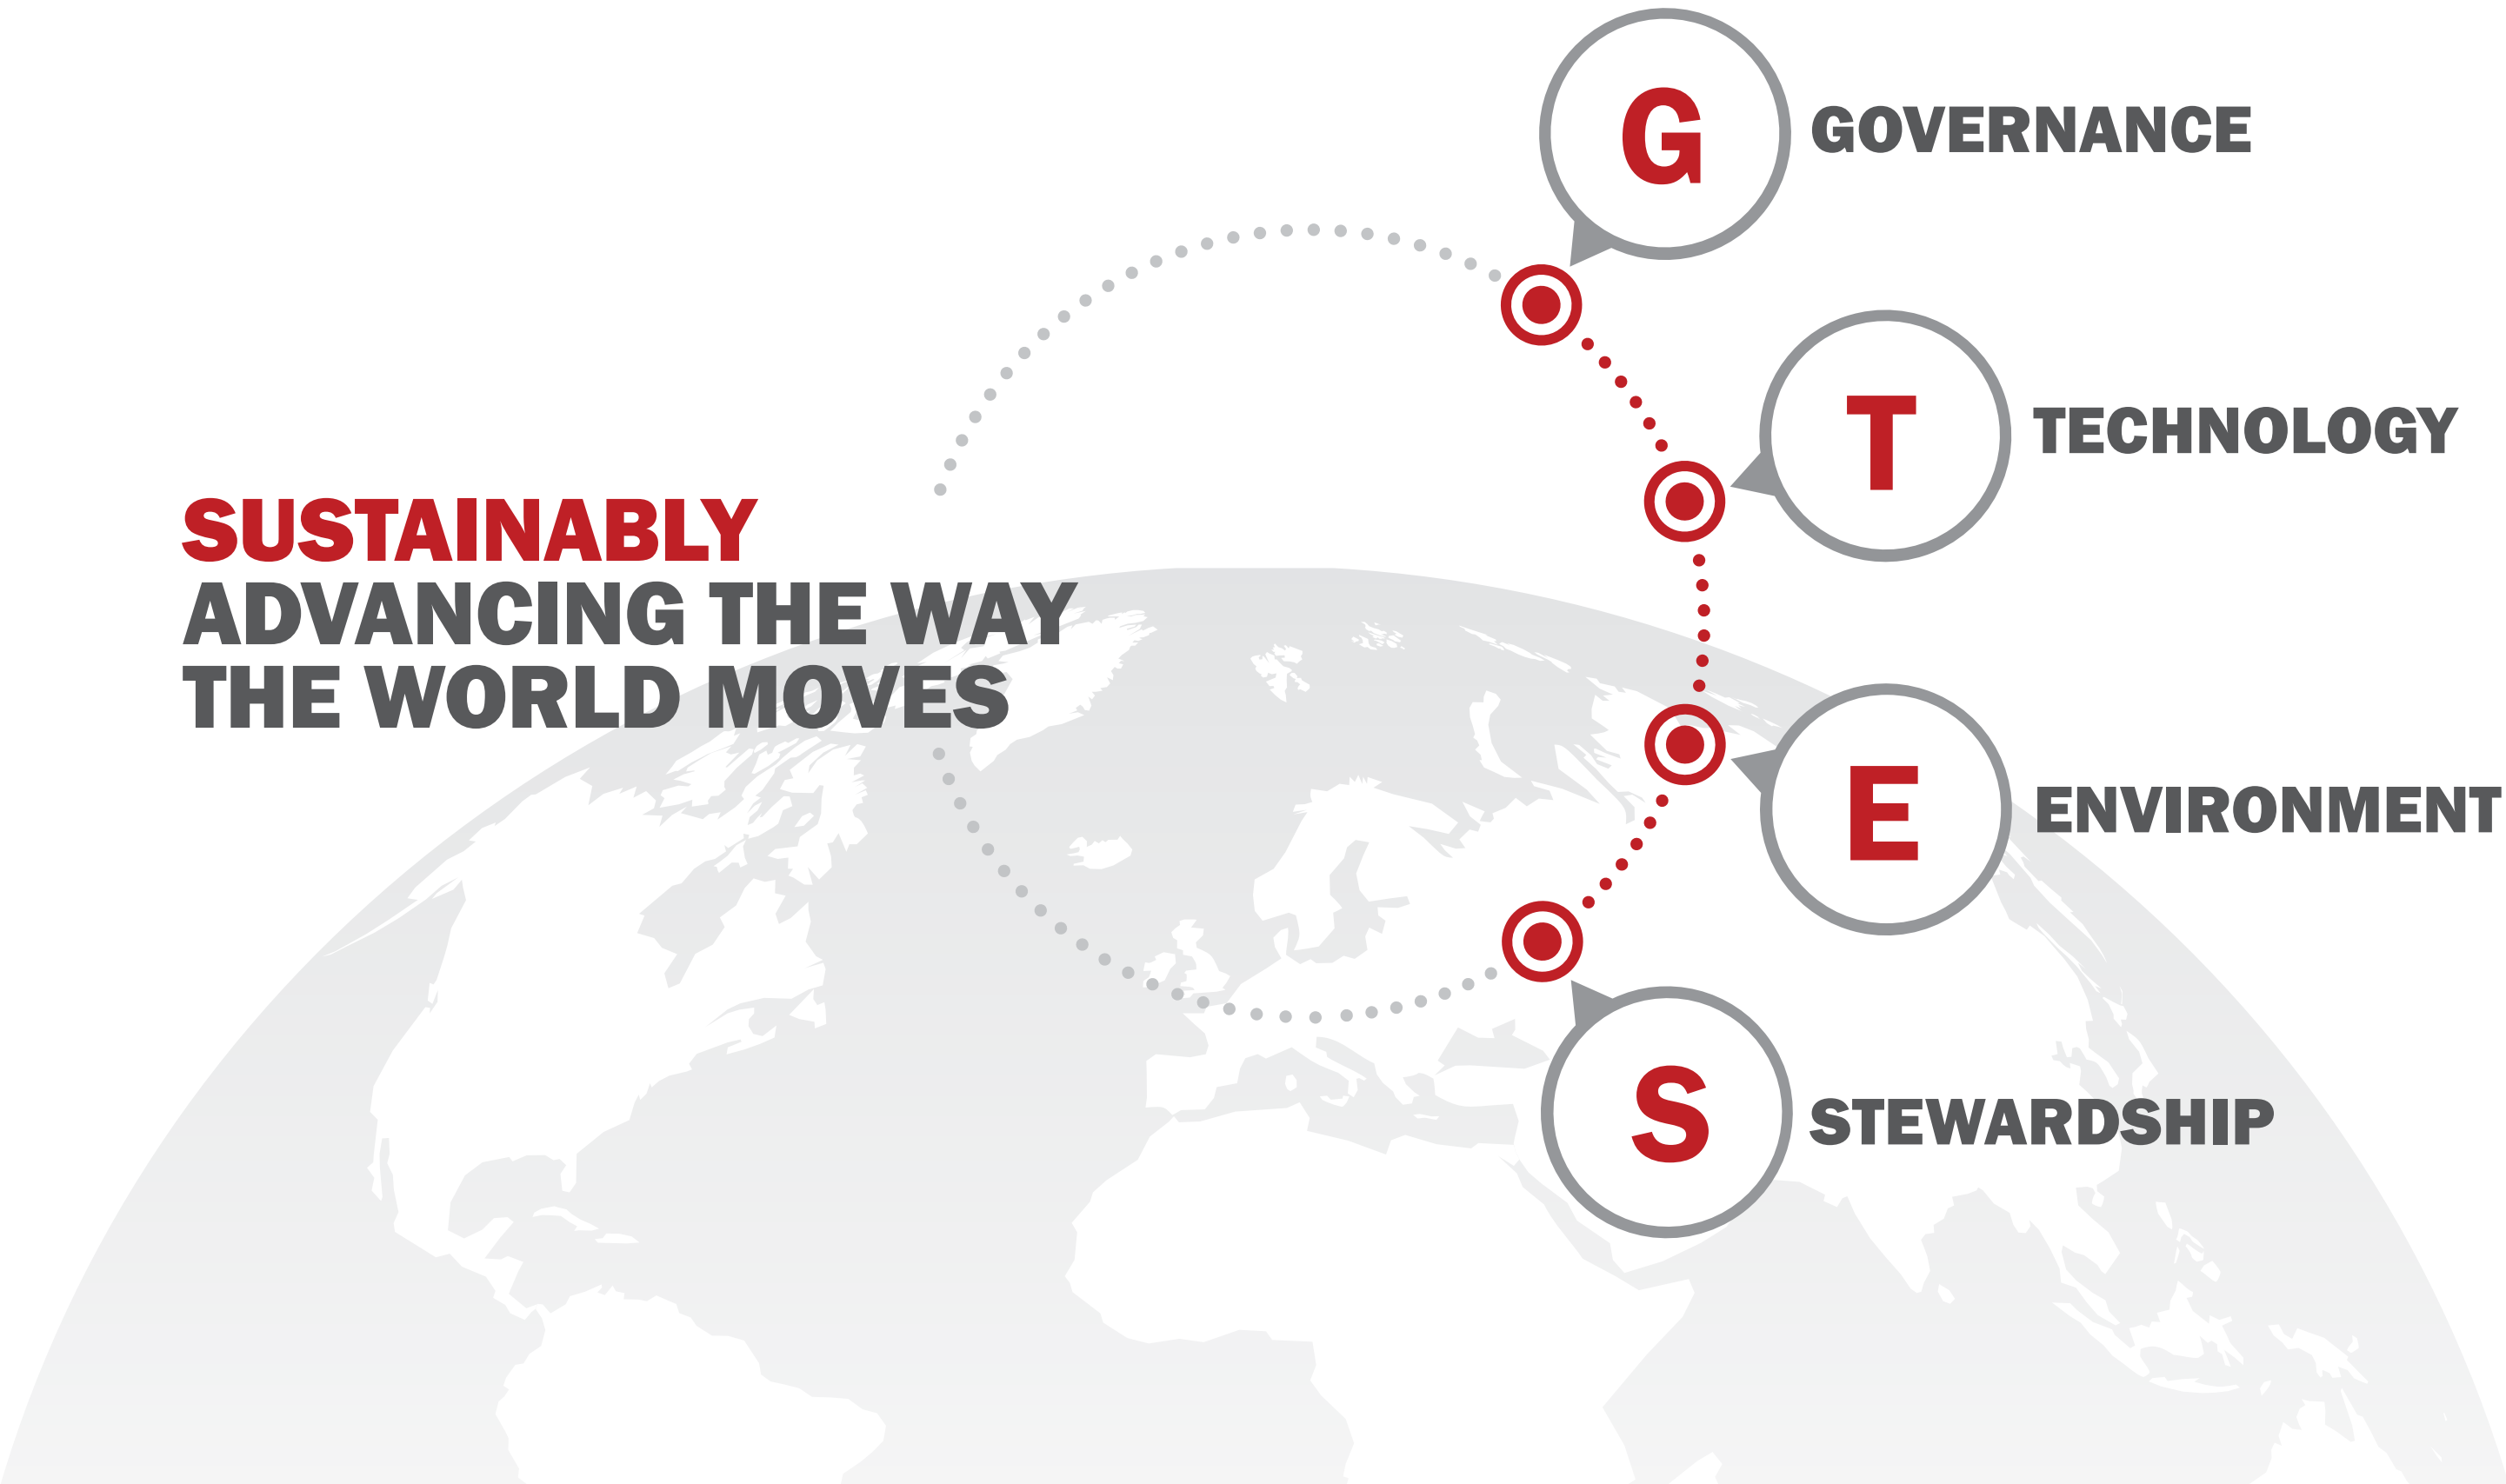 SUSTAINABLY
ADVANCING THE WAY
THE WORLD MOVES
G
GOVERNANCE
T
TECHNOLOGY
E
ENVIRONMENT
S
STEWARDSHIP